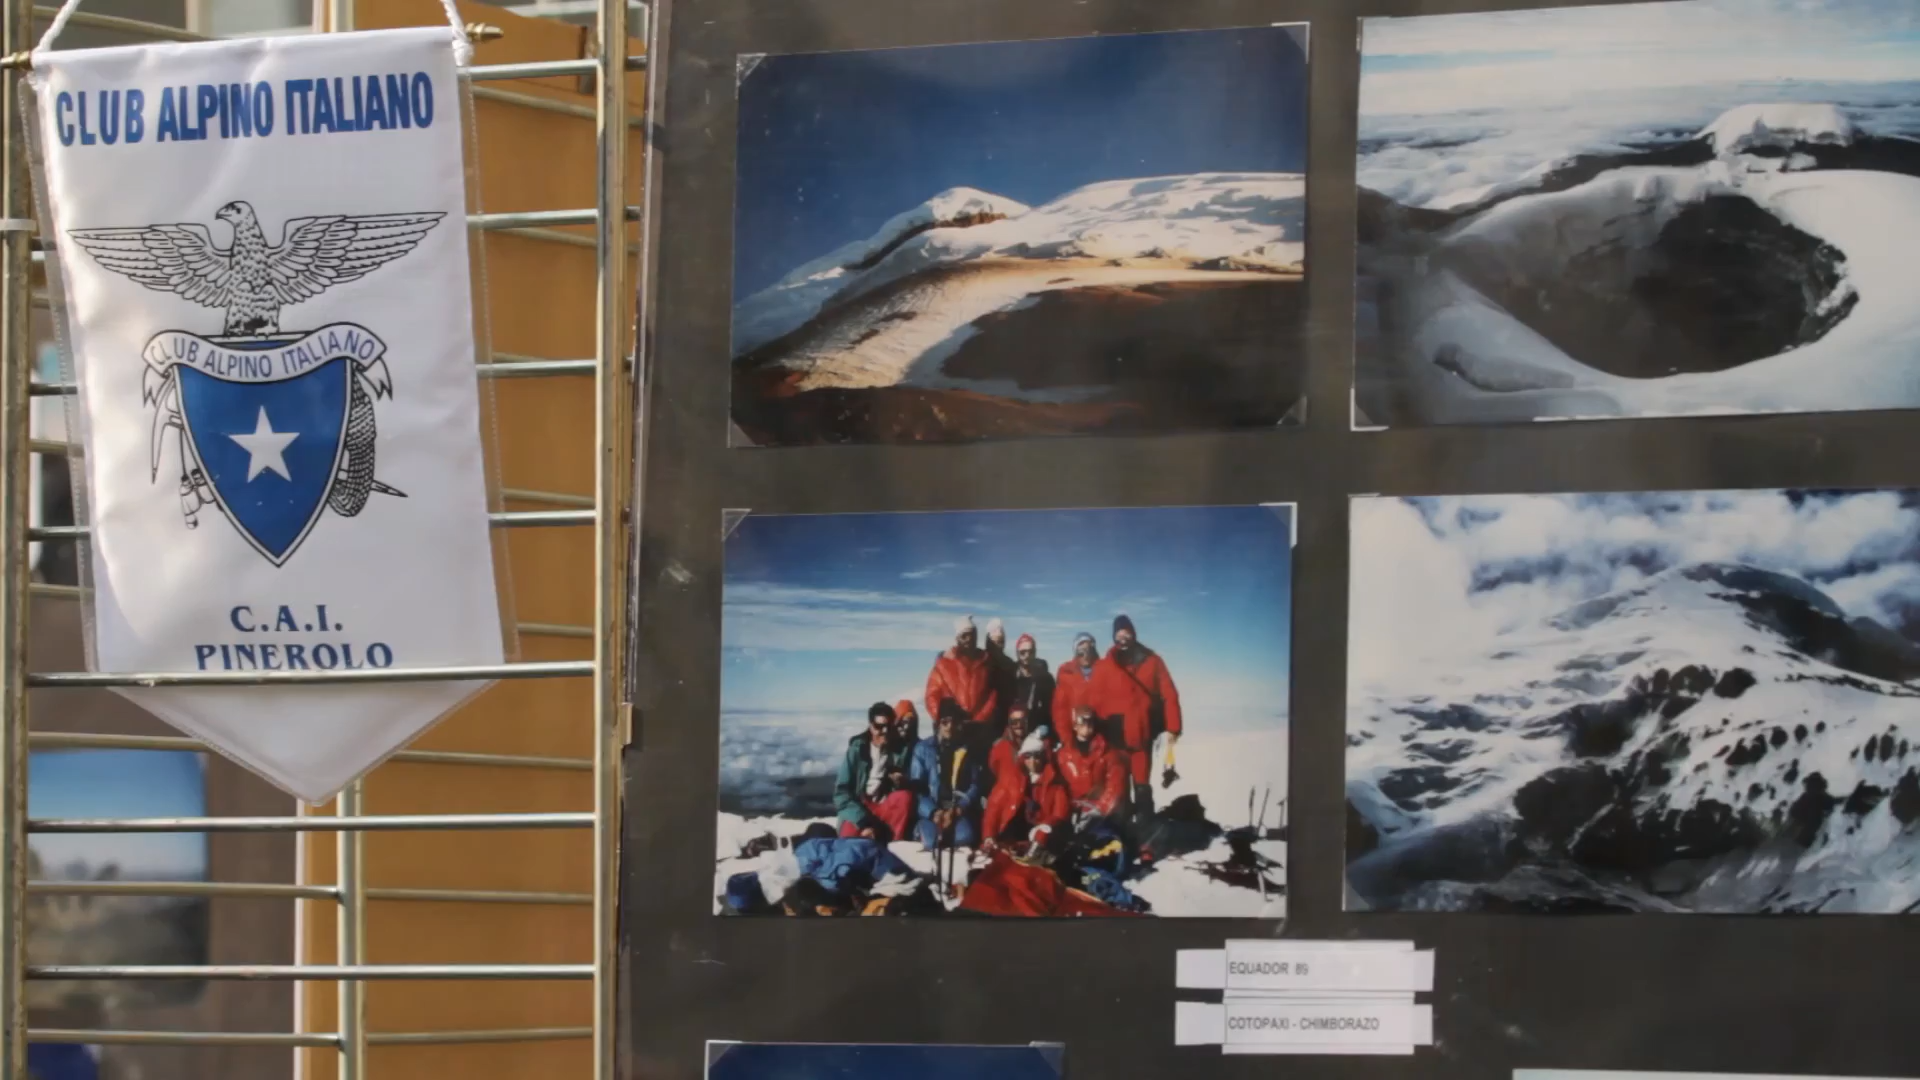 CLUB ALPINO ITALIANO
CLUB ALPINO ITALIANO
C.A.I.
PINEROLO
EQUADOR 89
COTOPAXI - CHIMBORAZO